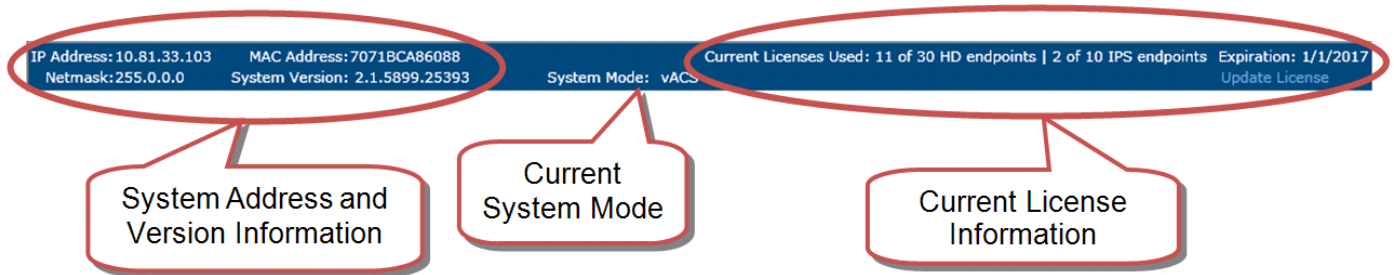 IP Address:10.81.33.103 MAC Address:7071BCA86088 Current Licenses Used: 11 of 30 HD endpoints | 2 of 10 IPS endpoints Expiration: 1/1/2017
Netmask:255.0.0.0 System Version: 2.1.5899.25393 System Mode: vACS Update License
System Address and
Version Information
Current
System Mode
Current License
Information